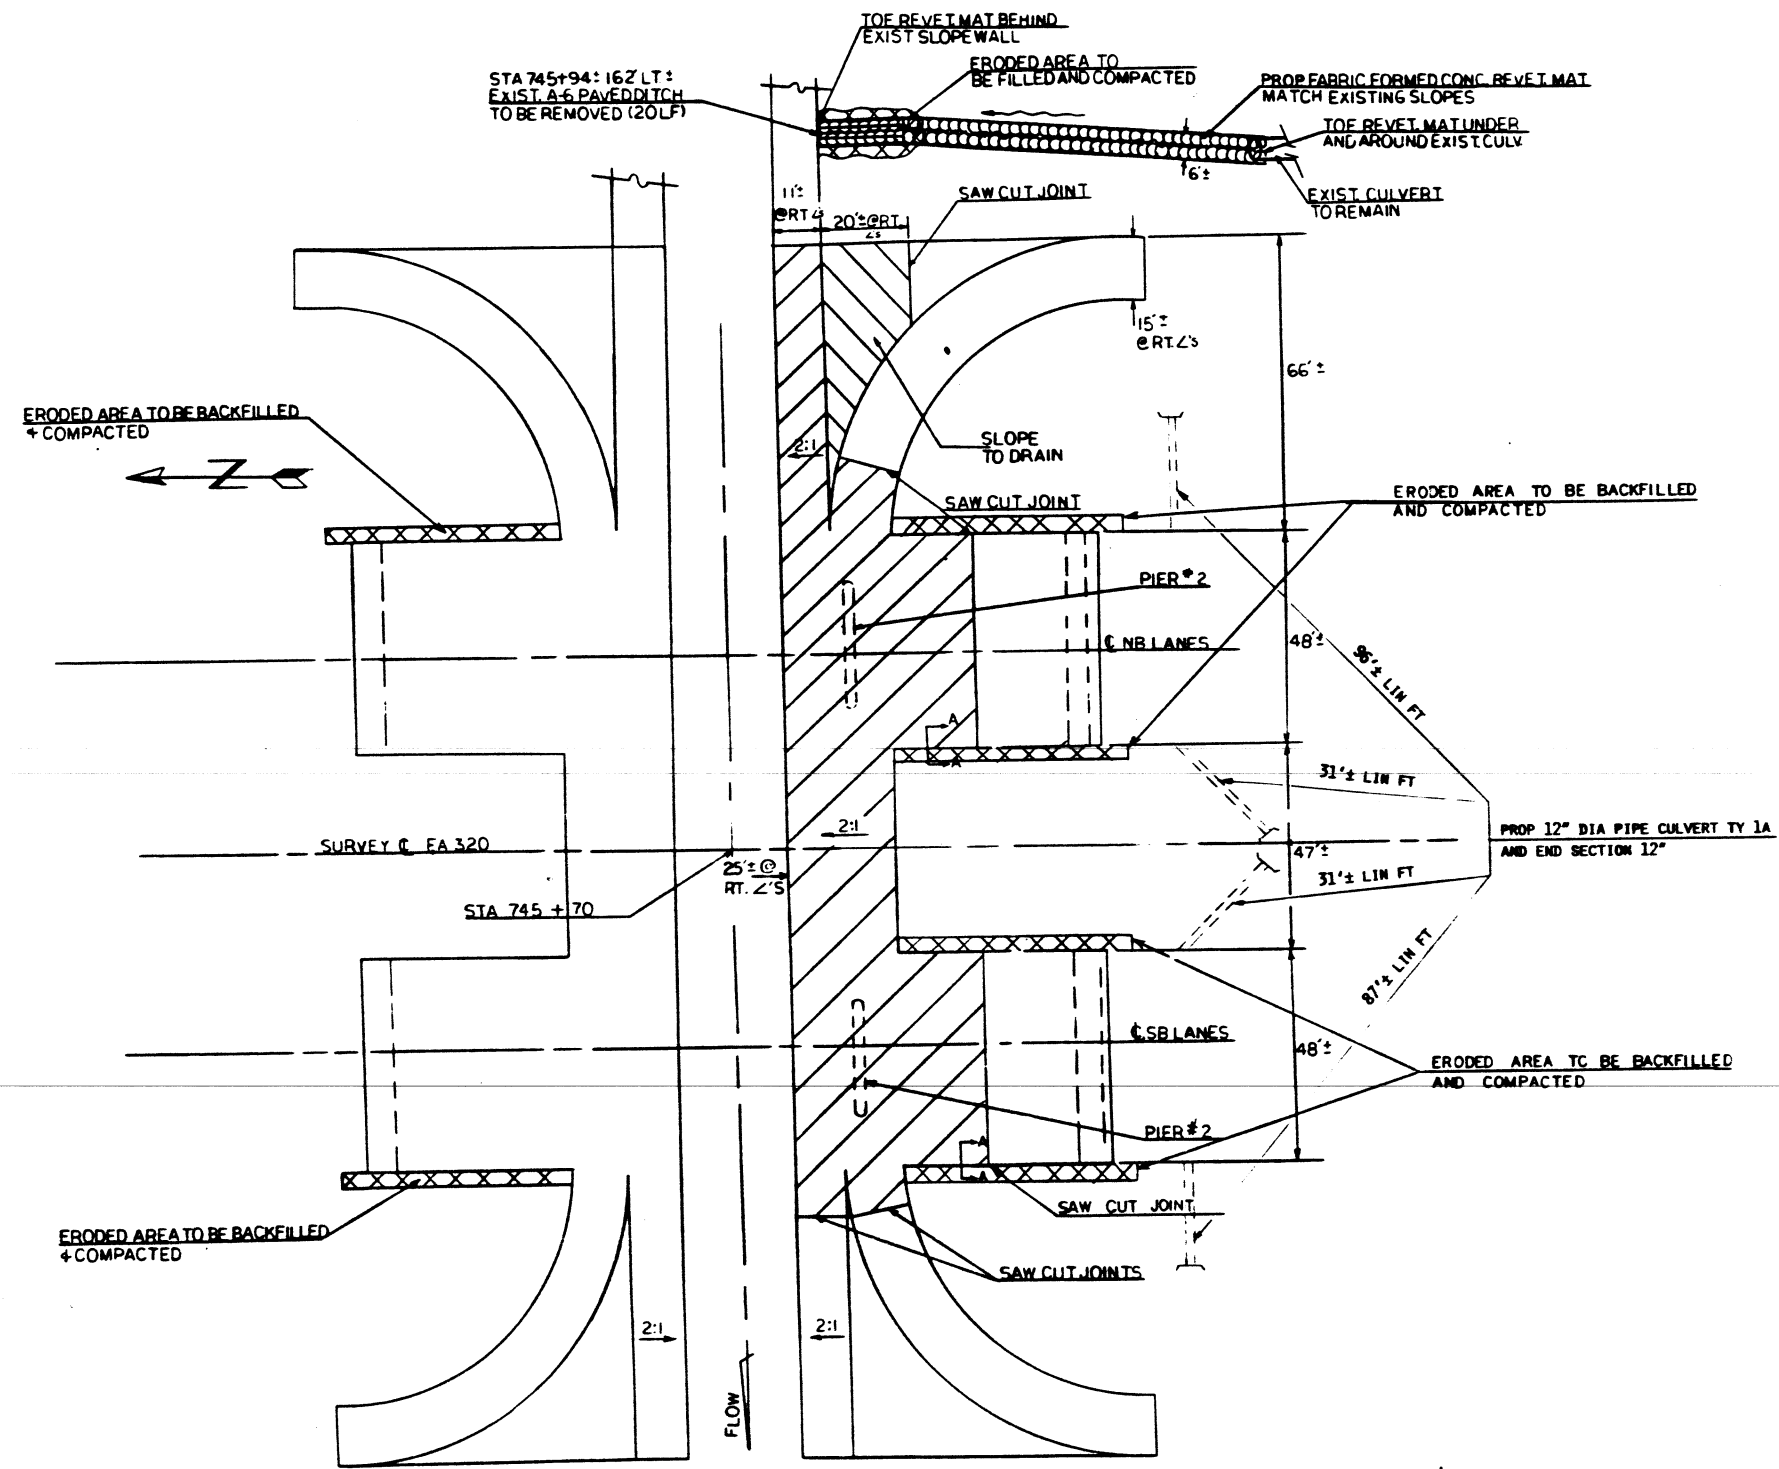 TOE REVET. MAT BEHIND
EXIST SLOPEWALL
ERODED AREA TO
BE FILLED AND COMPACTED
STA 745+94± 162' LT±
EXIST. A-6 PAVED DITCH
TO BE REMOVED (20LF)
PROP FABRIC FORMED CONC. REVET. MAT
MATCH EXISTING SLOPES
TOE REVET. MAT UNDER
AND AROUND EXIST. CULV.
6'±
EXIST. CULVERT
TO REMAIN
11'±
@RT ∠'s
20'± @RT.
∠'s
SAW CUT JOINT
15'±
@ RT. ∠'s
66'±
ERODED AREA TO BE BACKFILLED
& COMPACTED
Z
2:1
SLOPE
TO DRAIN
SAW CUT JOINT
ERODED AREA TO BE BACKFILLED
AND COMPACTED
PIER #2
℄ NB LANES
48'±
96'± LIN FT
A
A
31'± LIN FT
2:1
SURVEY ℄ EA 320
PROP 12" DIA PIPE CULVERT TY 1A
AND END SECTION 12"
47'±
25'± @
RT. ∠'S
31'± LIN FT
STA 745 + 70
87'± LIN FT
℄ SB LANES
48'±
ERODED AREA TO BE BACKFILLED
AND COMPACTED
PIER #2
A
A
SAW CUT JOINT
ERODED AREA TO BE BACKFILLED
& COMPACTED
SAW CUT JOINTS
2:1
2:1
FLOW